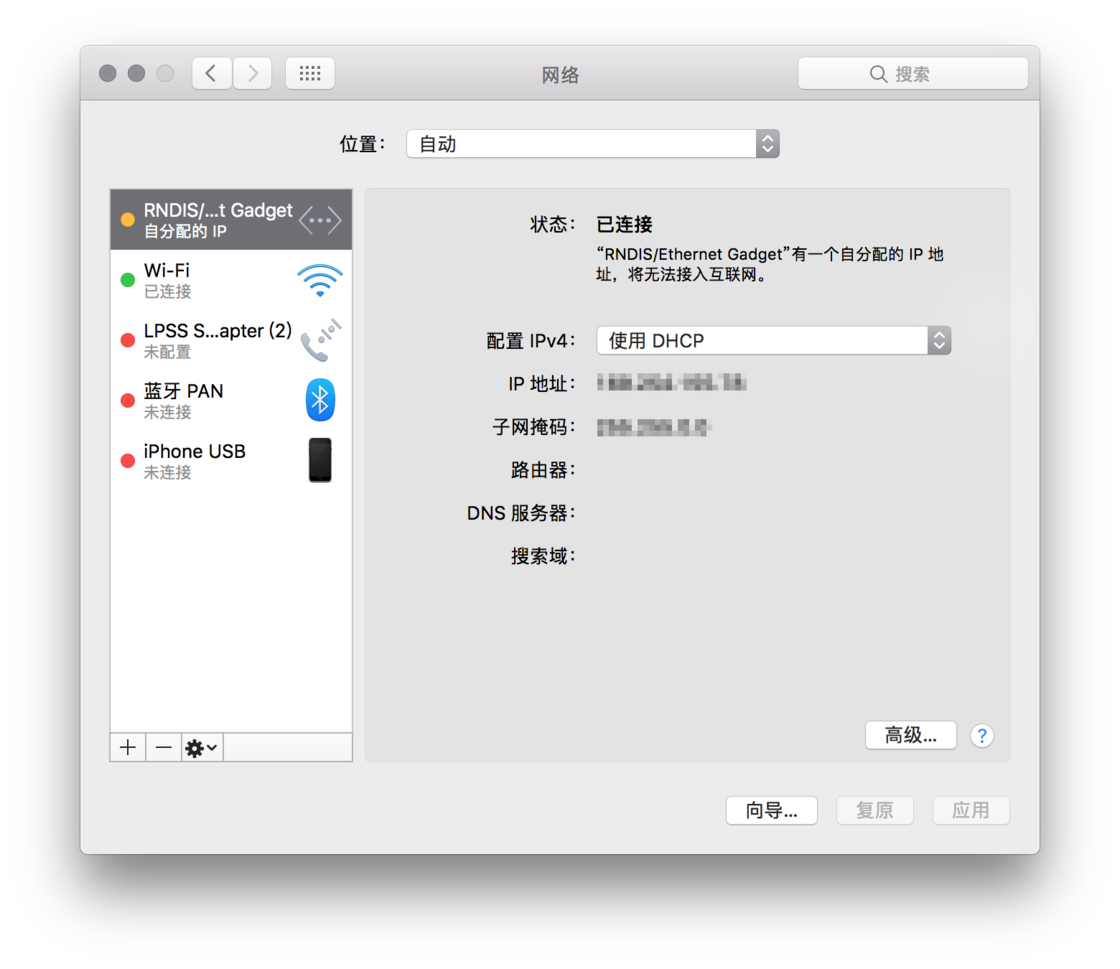 网络
搜索
位置：
自动
RNDIS/...t Gadget
自分配的 IP
Wi-Fi
已连接
LPSS S...apter (2)
未配置
蓝牙 PAN
未连接
iPhone USB
未连接
状态：
已连接
“RNDIS/Ethernet Gadget”有一个自分配的 IP 地
址，将无法接入互联网。
配置 IPv4：
使用 DHCP
IP 地址：
子网掩码：
路由器：
DNS 服务器：
搜索域：
高级...
?
向导...
复原
应用